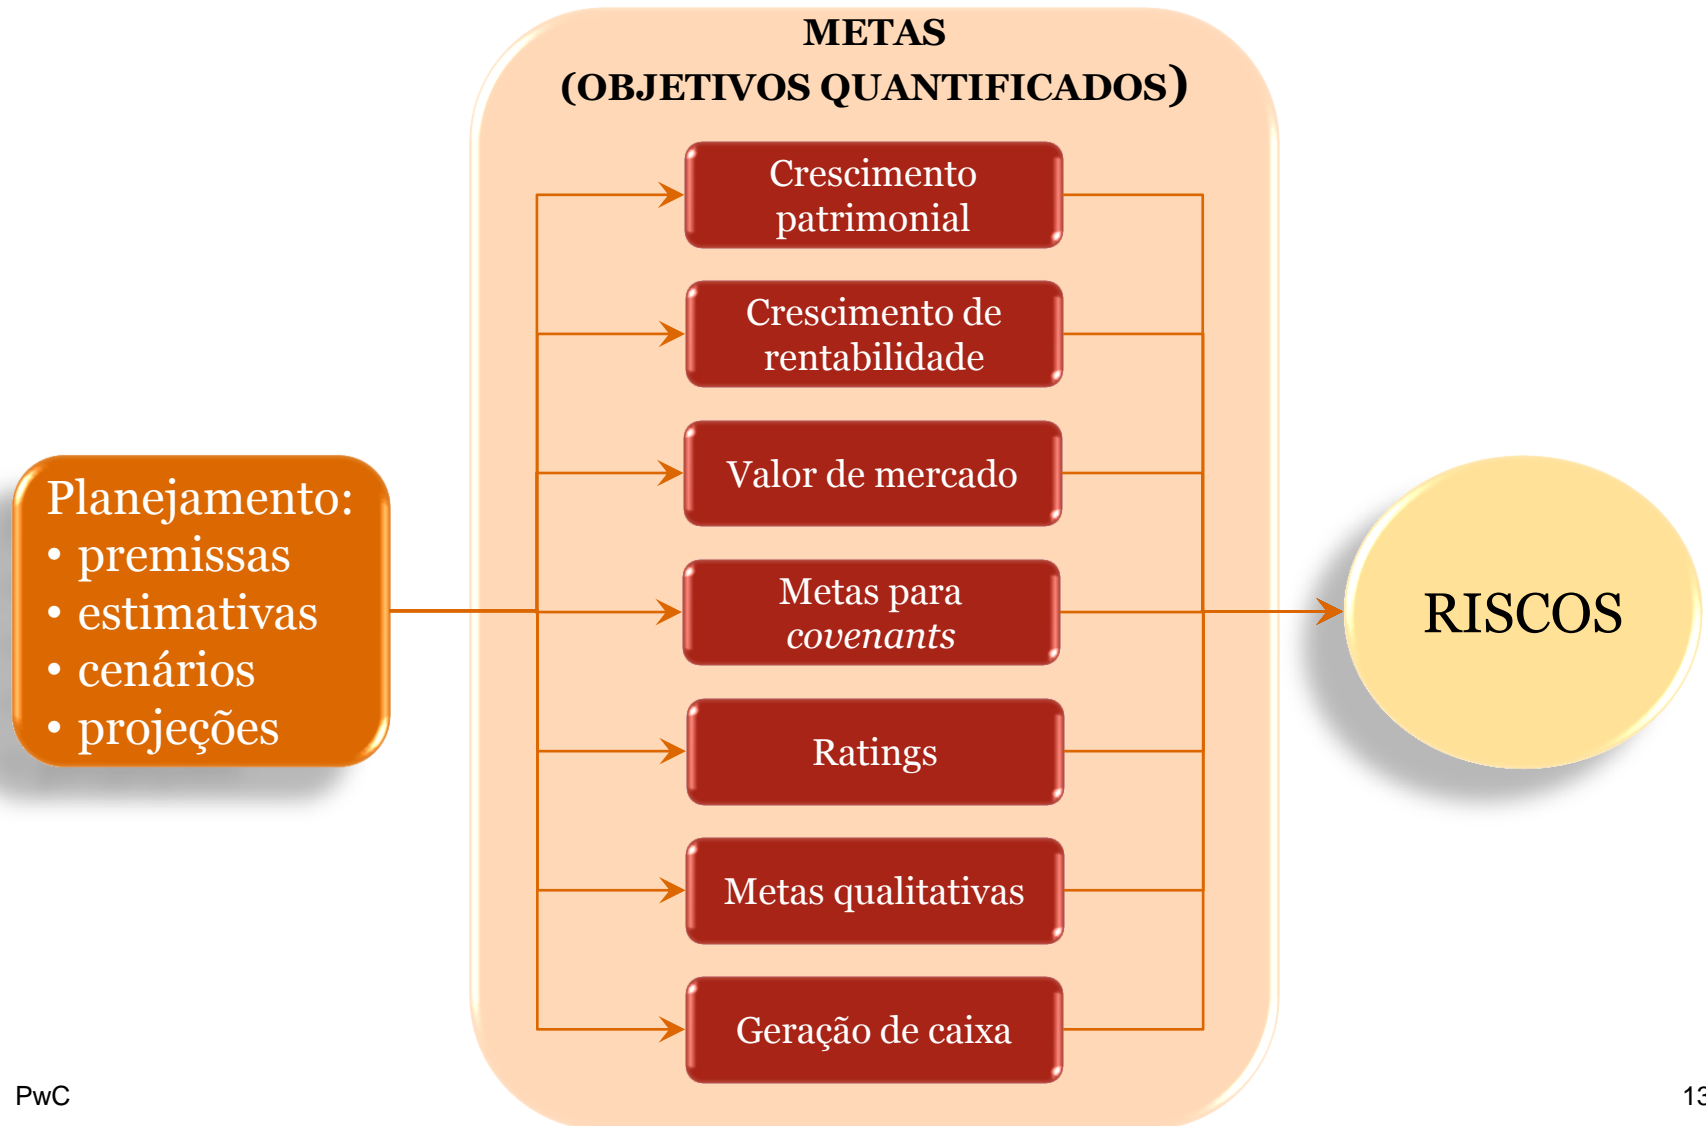 METAS
(OBJETIVOS QUANTIFICADOS)
Planejamento:
• premissas
• estimativas
• cenários
• projeções
Crescimento
patrimonial
Crescimento de
rentabilidade
Valor de mercado
Metas para
covenants
Ratings
Metas qualitativas
Geração de caixa
RISCOS
PwC
13